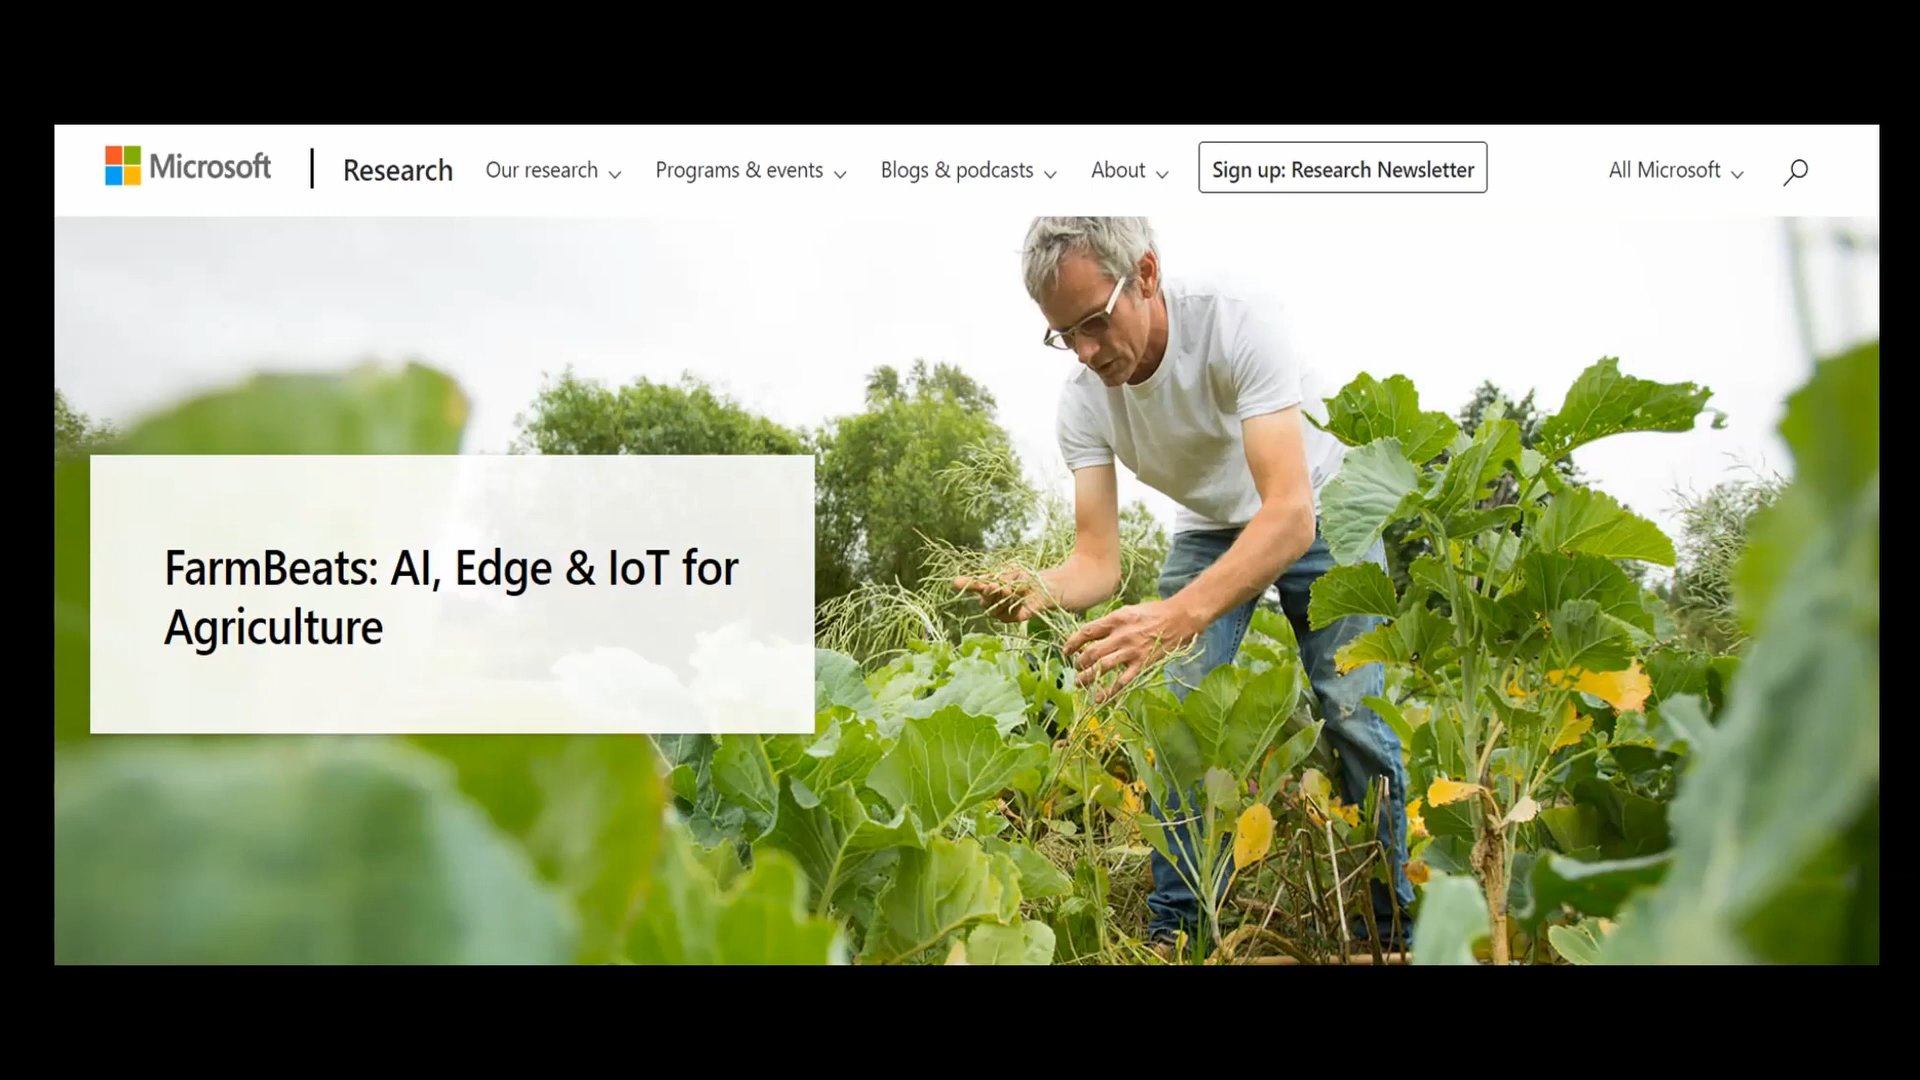 Microsoft
Research
Our research
Programs & events
Blogs & podcasts
About
Sign up: Research Newsletter
All Microsoft
FarmBeats: AI, Edge & IoT for
Agriculture